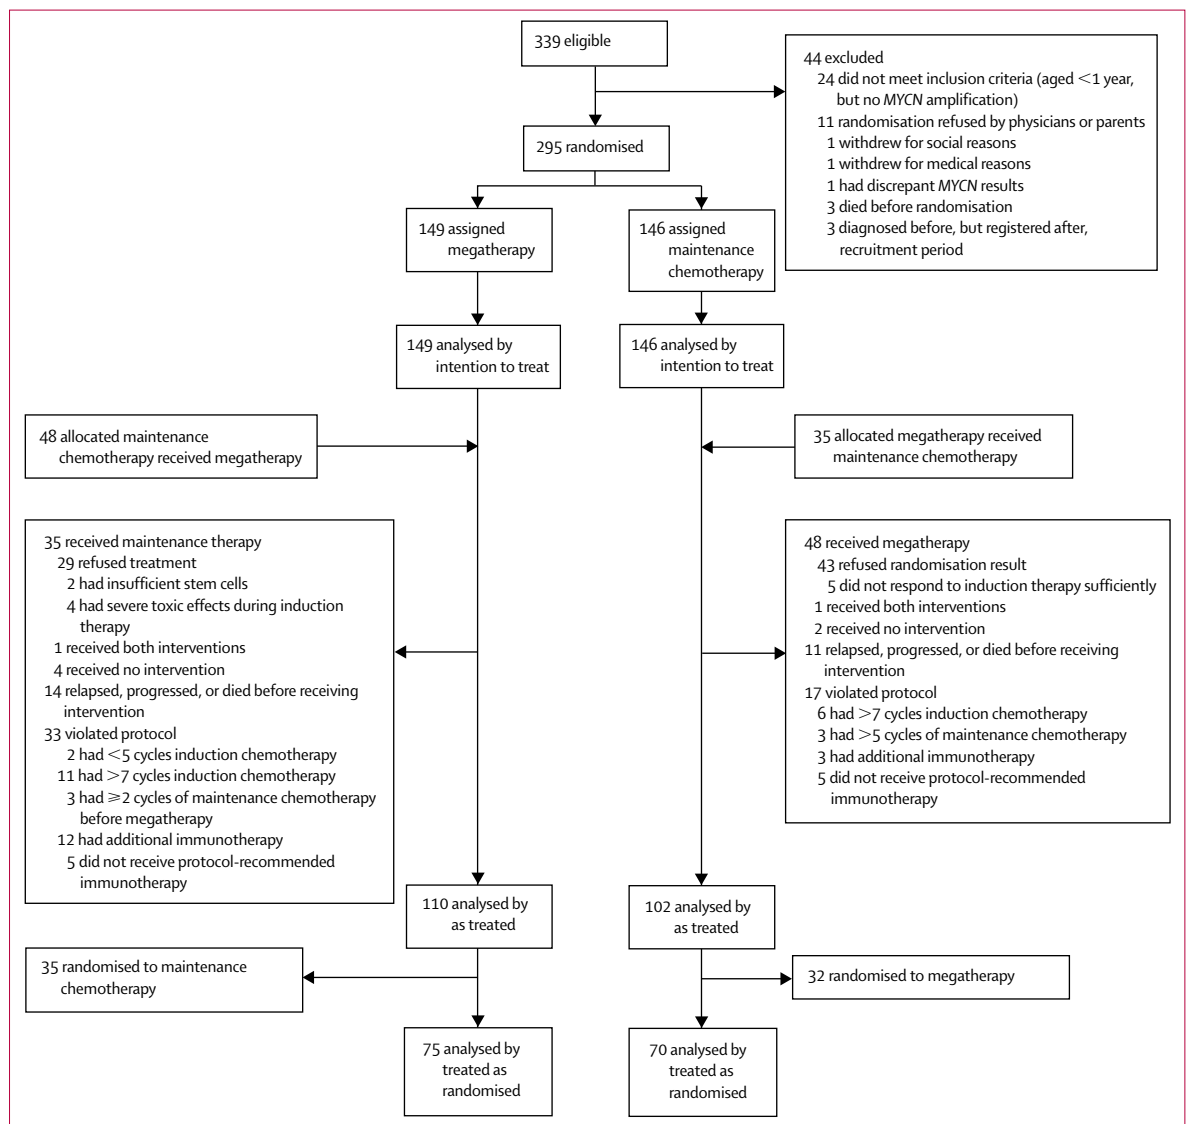 339 eligible
44 excluded
24 did not meet inclusion criteria (aged <1 year,
but no MYCN amplification)
11 randomisation refused by physicians or parents
1 withdrew for social reasons
1 withdrew for medical reasons
1 had discrepant MYCN results
3 died before randomisation
3 diagnosed before, but registered after,
recruitment period
295 randomised
149 assigned
megatherapy
146 assigned
maintenance
chemotherapy
149 analysed by
intention to treat
146 analysed by
intention to treat
48 allocated maintenance
chemotherapy received megatherapy
35 allocated megatherapy received
maintenance chemotherapy
35 received maintenance therapy
29 refused treatment
2 had insufficient stem cells
4 had severe toxic effects during induction
therapy
1 received both interventions
4 received no intervention
14 relapsed, progressed, or died before receiving
intervention
33 violated protocol
2 had <5 cycles induction chemotherapy
11 had >7 cycles induction chemotherapy
3 had ≥2 cycles of maintenance chemotherapy
before megatherapy
12 had additional immunotherapy
5 did not receive protocol-recommended
immunotherapy
48 received megatherapy
43 refused randomisation result
5 did not respond to induction therapy sufficiently
1 received both interventions
2 received no intervention
11 relapsed, progressed, or died before receiving
intervention
17 violated protocol
6 had >7 cycles induction chemotherapy
3 had >5 cycles of maintenance chemotherapy
3 had additional immunotherapy
5 did not receive protocol-recommended
immunotherapy
110 analysed by
as treated
102 analysed by
as treated
35 randomised to maintenance
chemotherapy
32 randomised to megatherapy
75 analysed by
treated as
randomised
70 analysed by
treated as
randomised